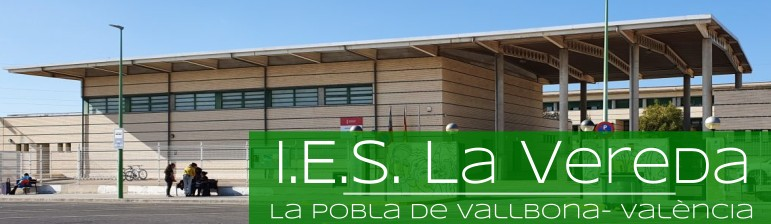 I.E.S. La Vereda
La Pobla de Vallbona- València